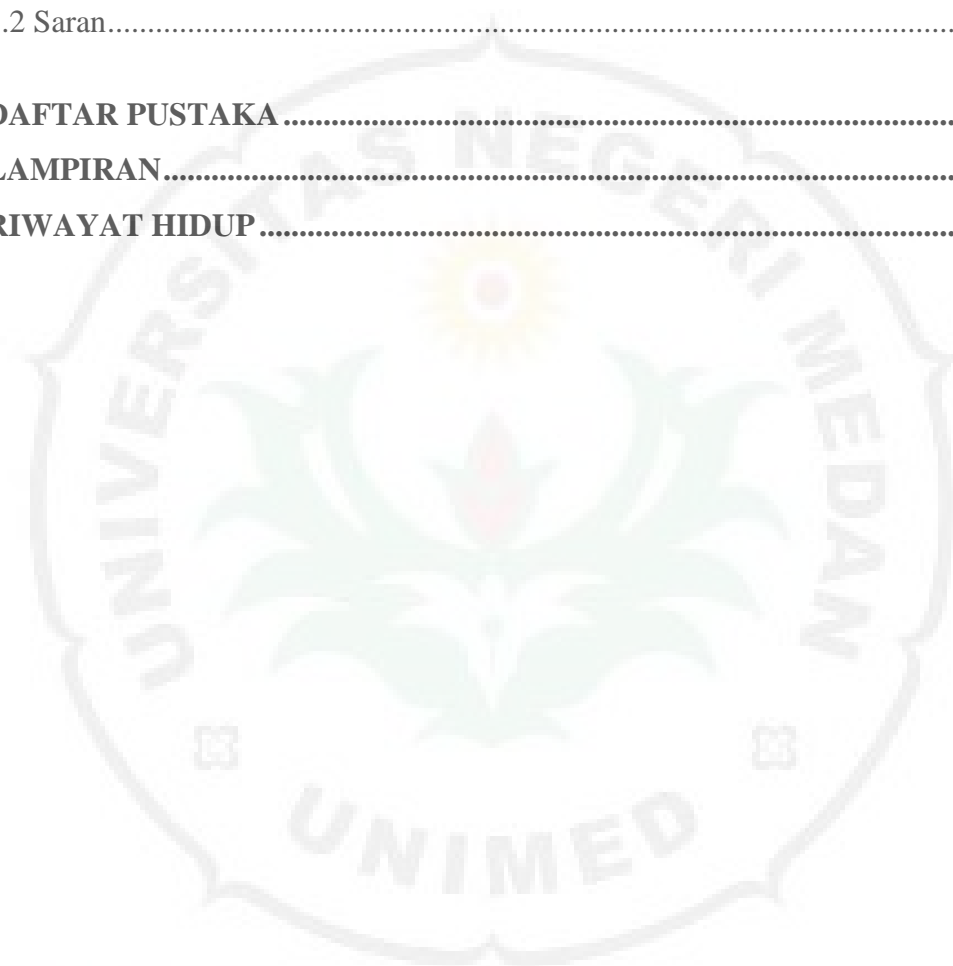 .2 Saran..........................................................................................................
DAFTAR PUSTAKA...................................................................................
LAMPIRAN..................................................................................................
RIWAYAT HIDUP......................................................................................
UNIVERSITAS NEGERI MEDAN
UNIMED